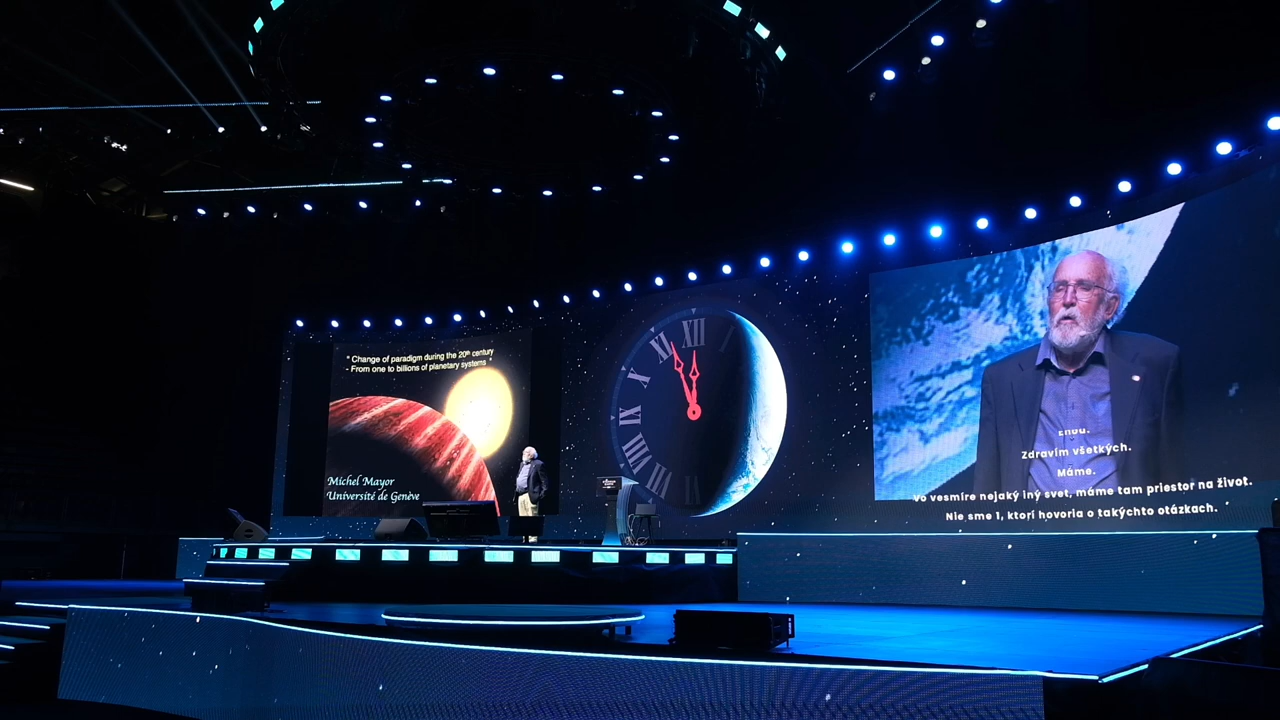 " Change of paradigm during the 20th century
- From one to billions of planetary systems "
Michel Mayor
Université de Genève
XI XII I
X
IX
VIII
VII
VI
Zdravím všetkých.
Máme.
Vo vesmíre nejaký iný svet, máme tam priestor na život.
Nie sme 1, ktorí hovoria o takýchto otázkach.